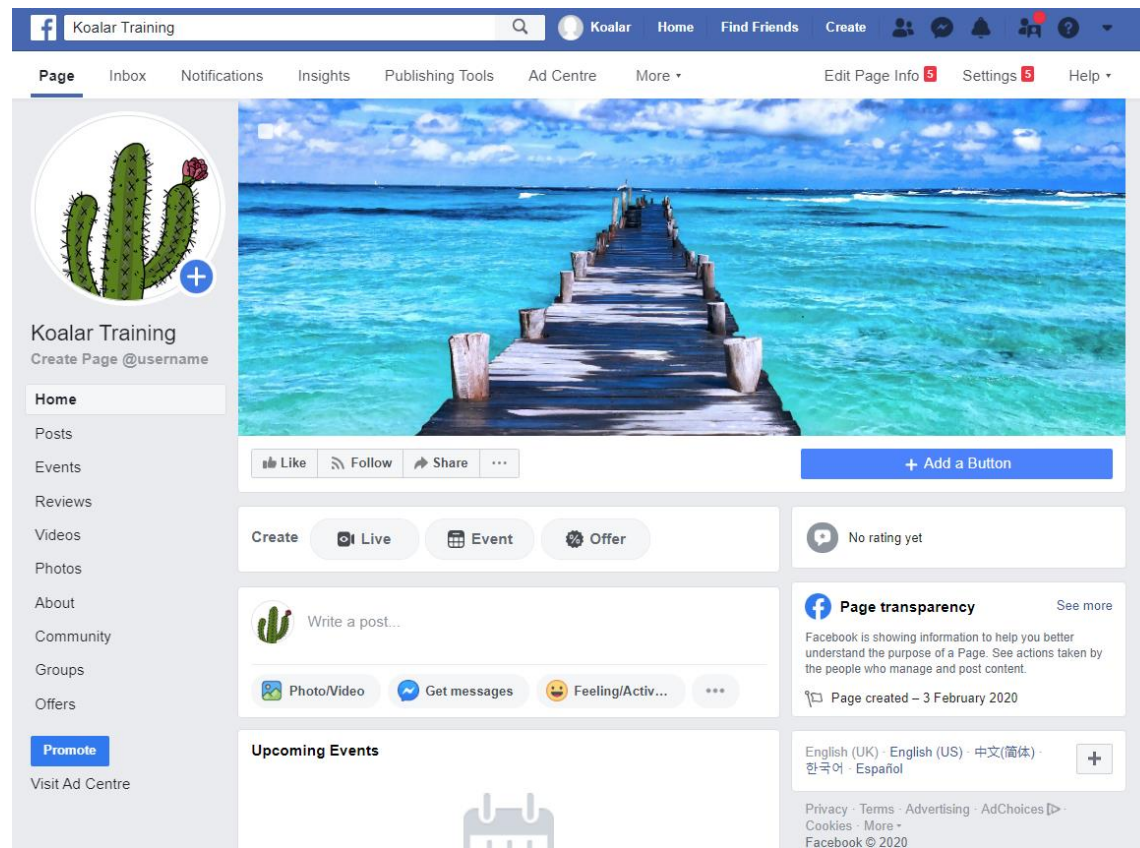 Koalar Training
Koalar Home Find Friends Create
Page Inbox Notifications Insights Publishing Tools Ad Centre More Edit Page Info 5 Settings 5 Help
Koalar Training
Create Page @username
Home
Posts
Events
Reviews
Videos
Photos
About
Community
Groups
Offers
Promote
Visit Ad Centre
Like Follow Share ...
+ Add a Button
Create Live Event Offer
Write a post...
Photo/Video Get messages Feeling/Activ... ...
Upcoming Events
No rating yet
Page transparency See more
Facebook is showing information to help you better
understand the purpose of a Page. See actions taken by
the people who manage and post content.
Page created – 3 February 2020
English (UK) · English (US) · 中文(简体) ·
한국어 · Español
Privacy · Terms · Advertising · AdChoices ·
Cookies · More
Facebook © 2020